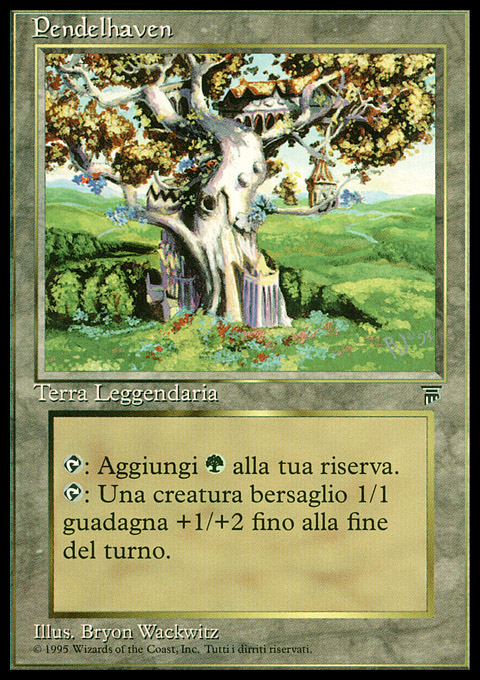 Pendelhaven
Terra Leggendaria
: Aggiungi alla tua riserva.
: Una creatura bersaglio 1/1
guadagna +1/+2 fino alla fine
del turno.
Illus. Bryon Wackwitz
© 1995 Wizards of the Coast, Inc. Tutti i dirriti riservati.